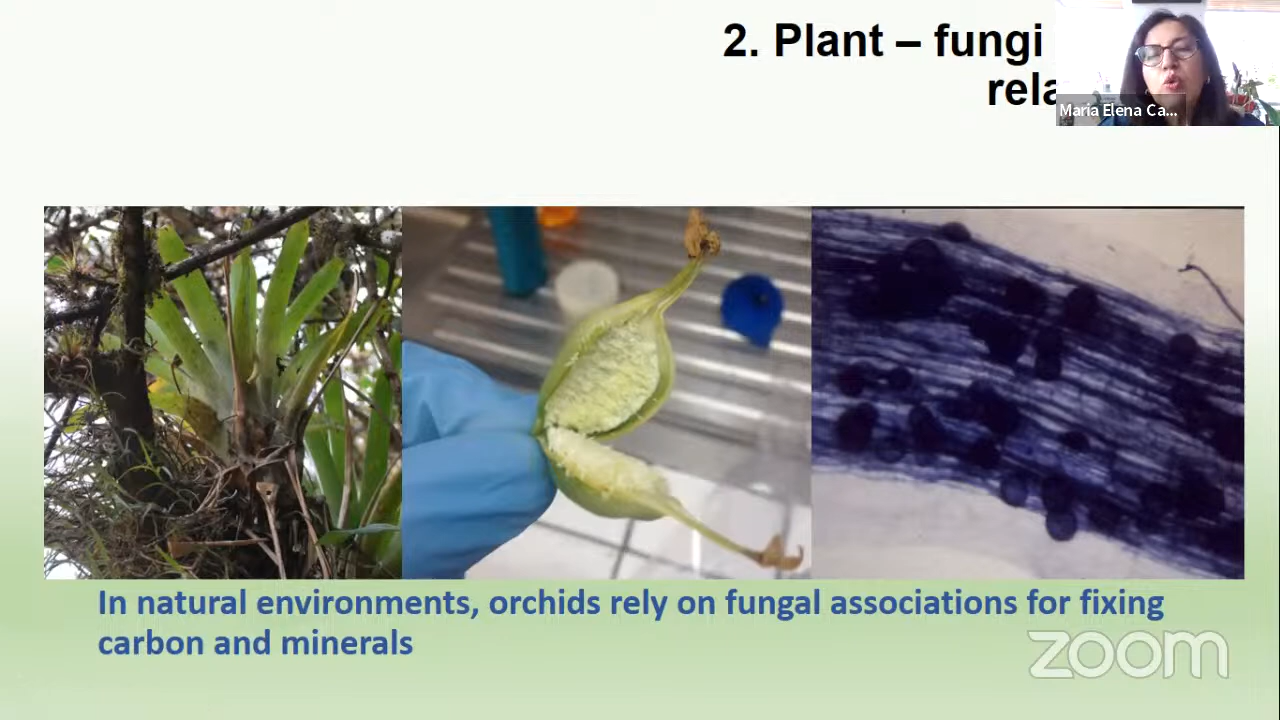 2. Plant – fungi
Maria Elena Ca...
In natural environments, orchids rely on fungal associations for fixing
carbon and minerals
zoom